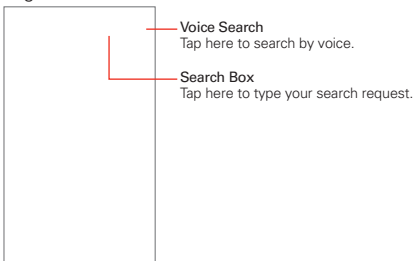 Voice Search
Tap here to search by voice.
Search Box
Tap here to type your search request.